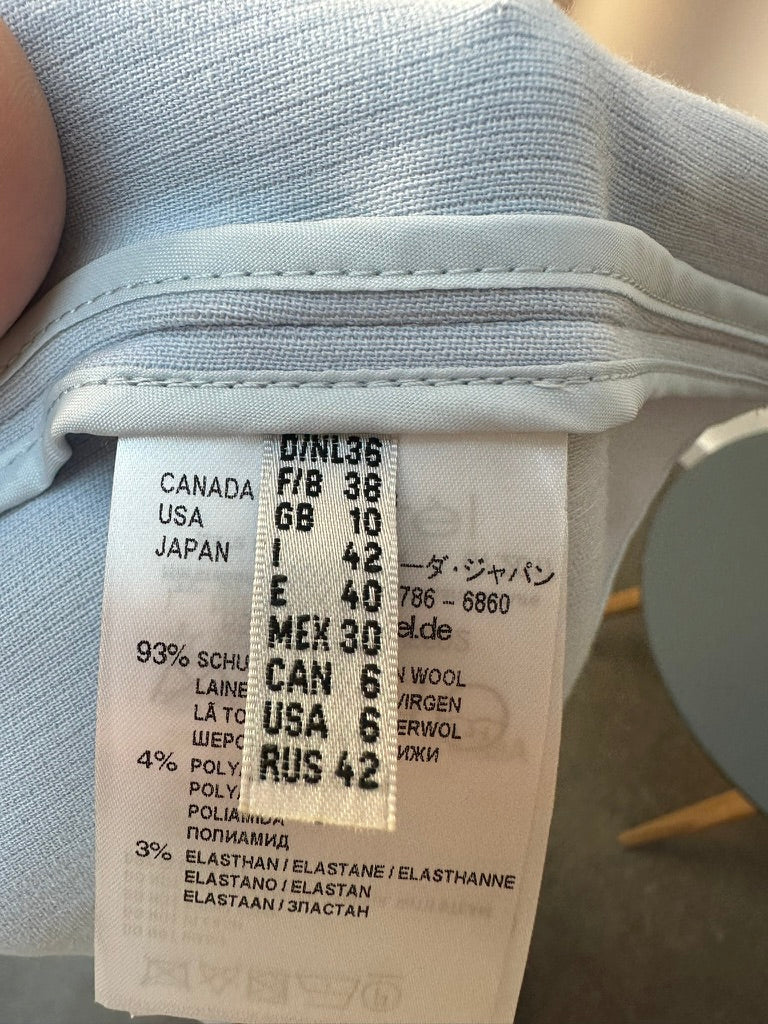 D/NL 36
F/B 38
GB 10
I 42
E 40
MEX 30
CAN 6
USA 6
RUS 42
CANADA
USA
JAPAN
ーダ・ジャパン
786 – 6860
el.de
93% SCHU N WOOL
LAINE VIRGEN
LÃ TO ERWOL
ШЕРС ИЖИ
4% POLY
POLY
POLIAMIDA
ПОПИАМИД
3% ELASTHAN / ELASTANE / ELASTHANNE
ELASTANO / ELASTAN
ELASTAAN / ЗПАСТАН